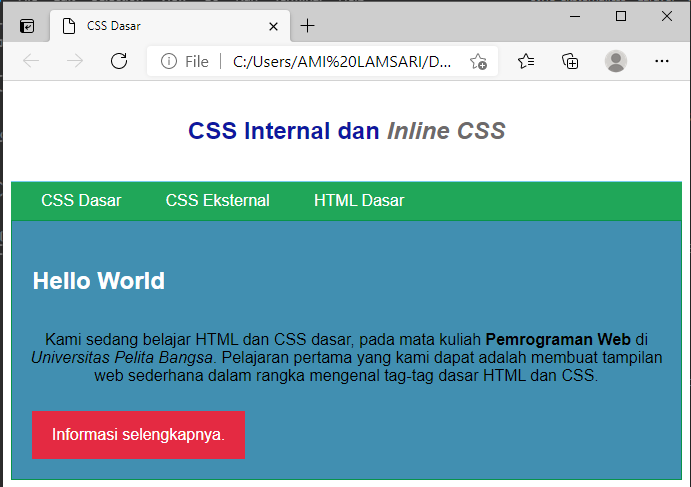 CSS Dasar
File
C:/Users/AMI%20LAMSARI/D...
CSS Internal dan Inline CSS
CSS Dasar CSS Eksternal HTML Dasar
Hello World
Kami sedang belajar HTML dan CSS dasar, pada mata kuliah Pemrograman Web di
Universitas Pelita Bangsa. Pelajaran pertama yang kami dapat adalah membuat tampilan
web sederhana dalam rangka mengenal tag-tag dasar HTML dan CSS.
Informasi selengkapnya.